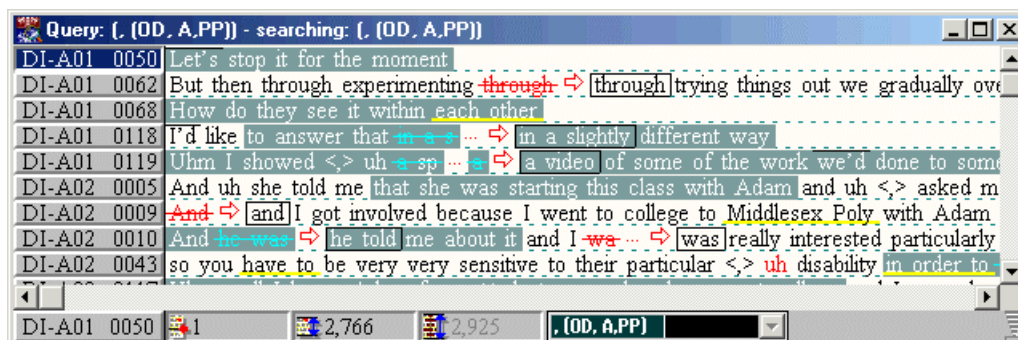 Query: (, (OD, A,PP)) - searching: (, (OD, A,PP))
DI-A01 0050 Let's stop it for the moment
DI-A01 0062 But then through experimenting through ⇨ through trying things out we gradually ove
DI-A01 0068 How do they see it within each other
DI-A01 0118 I'd like to answer that in a s ... ⇨ in a slightly different way
DI-A01 0119 Uhm I showed <,> uh a sp ... a ⇨ a video of some of the work we'd done to some
DI-A02 0005 And uh she told me that she was starting this class with Adam and uh <,> asked m
DI-A02 0009 And ⇨ and I got involved because I went to college to Middlesex Poly with Adam
DI-A02 0010 And he was ⇨ he told me about it and I wa ... ⇨ was really interested particularly
DI-A02 0043 so you have to be very very sensitive to their particular <,> uh disability in order to
DI-A01 0050 1 2,766 2,925 , (OD, A,PP)